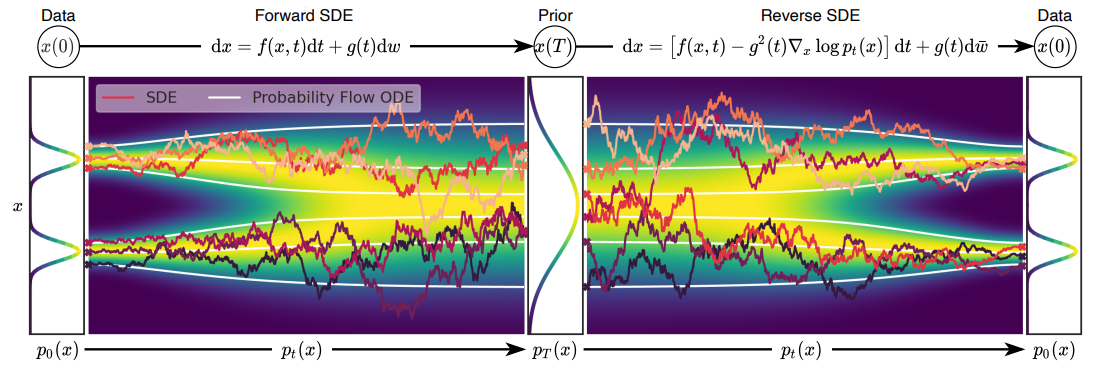 Data Forward SDE Prior Reverse SDE Data
x(0) dx = f(x, t)dt + g(t)dw x(T) dx = [f(x, t) − g²(t)∇ₓ log pₜ(x)] dt + g(t)dw̄ x(0)
SDE Probability Flow ODE
x
p₀(x) pₜ(x) p_T(x) pₜ(x) p₀(x)